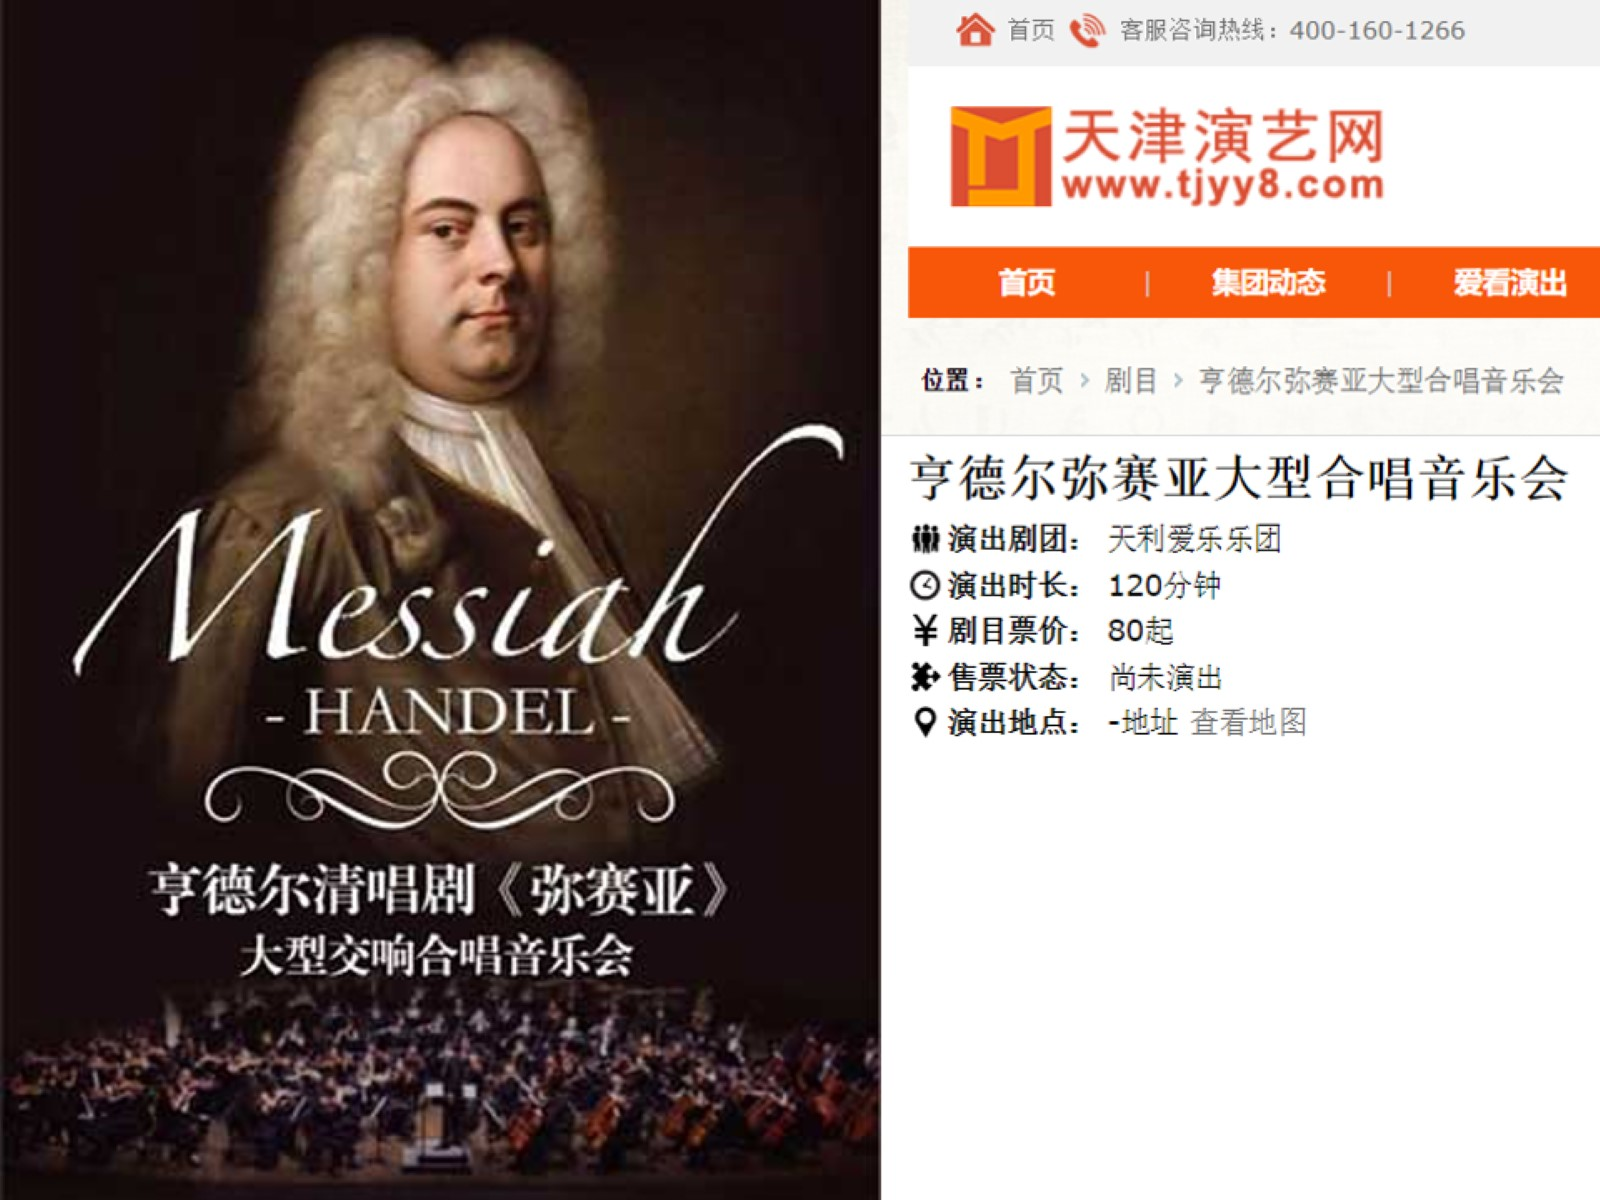 Messiah
- HANDEL -
亨德尔清唱剧《弥赛亚》
大型交响合唱音乐会
首页 客服咨询热线：400-160-1266
天津演艺网
www.tjyy8.com
首页 | 集团动态 | 爱看演出
位置： 首页 > 剧目 > 亨德尔弥赛亚大型合唱音乐会
亨德尔弥赛亚大型合唱音乐会
演出剧团： 天利爱乐乐团
演出时长： 120分钟
¥ 剧目票价： 80起
售票状态： 尚未演出
演出地点： -地址 查看地图